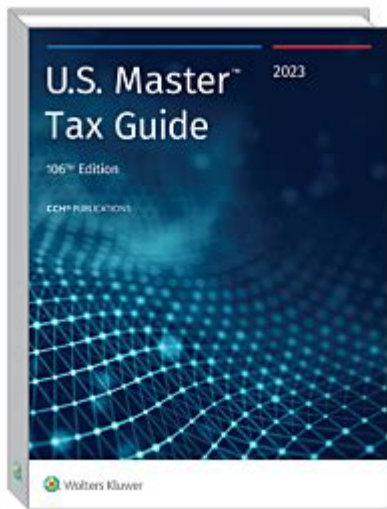 U.S. Master™
Tax Guide
2023
106TH Edition
CCH® PUBLICATIONS
Wolters Kluwer